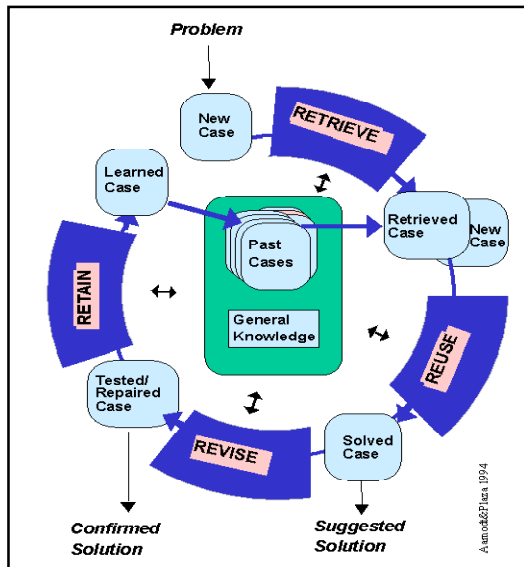 Problem
New
Case
RETRIEVE
Learned
Case
Retrieved
Case
New
Case
Past
Cases
RETAIN
General
Knowledge
REUSE
Tested/
Repaired
Case
REVISE
Solved
Case
Confirmed
Solution
Suggested
Solution
Aamodt&Plaza 1994